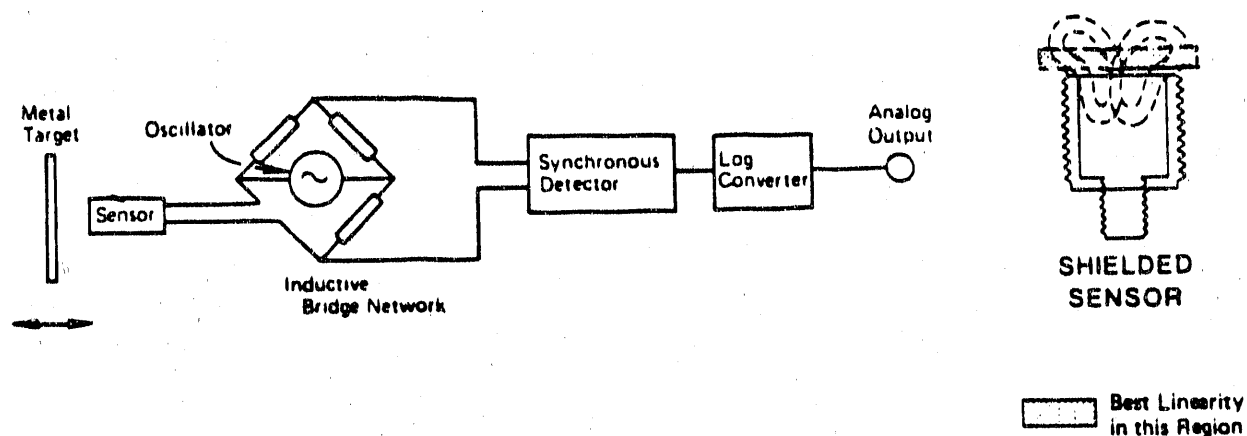 Metal
Target
Oscillator
Sensor
Inductive
Bridge Network
Synchronous
Detector
Log
Converter
Analog
Output
SHIELDED
SENSOR
Best Linearity
in this Region